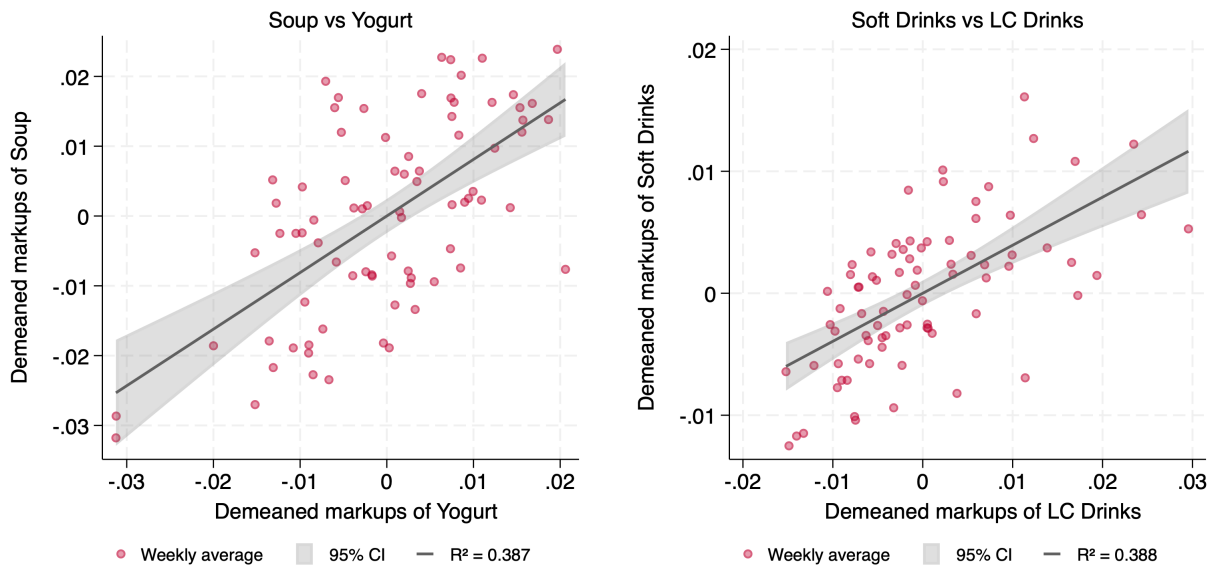 Soup vs Yogurt
Demeaned markups of Soup
.02
.01
0
-.01
-.02
-.03
-.03
-.02
-.01
0
.01
.02
Demeaned markups of Yogurt
Weekly average
95% CI
R² = 0.387
Soft Drinks vs LC Drinks
Demeaned markups of Soft Drinks
.02
.01
0
-.01
-.02
-.01
0
.01
.02
.03
Demeaned markups of LC Drinks
Weekly average
95% CI
R² = 0.388